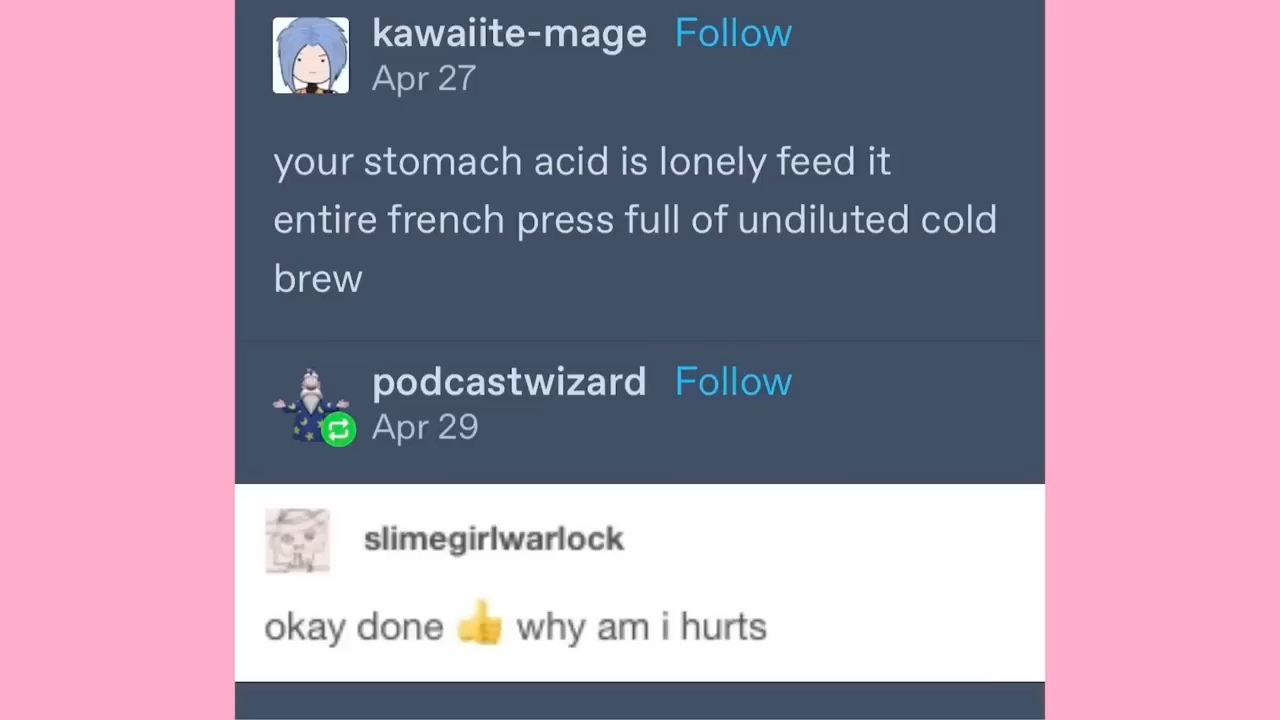 kawaiite-mage Follow
Apr 27
your stomach acid is lonely feed it
entire french press full of undiluted cold
brew
podcastwizard Follow
Apr 29
slimegirlwarlock
okay done 👍 why am i hurts